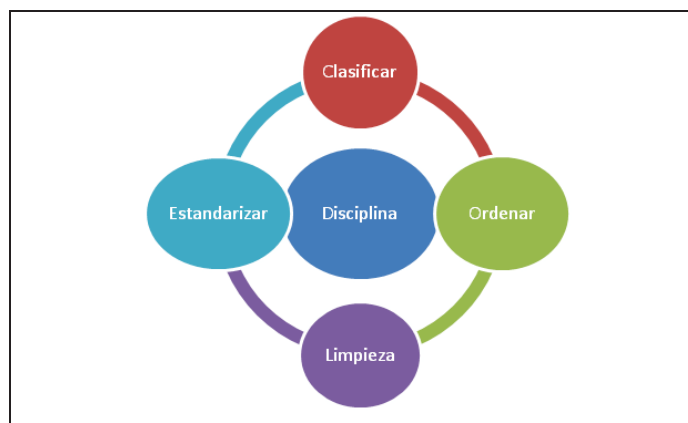 Clasificar
Estandarizar
Disciplina
Ordenar
Limpieza